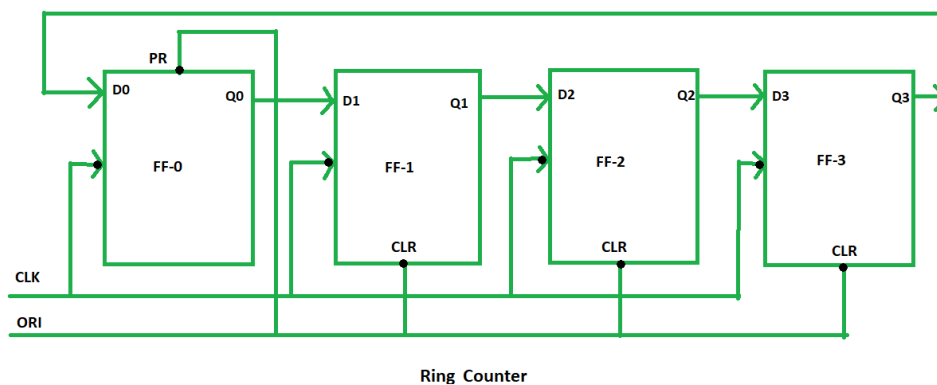 PR
D0
Q0
FF-0
D1
Q1
FF-1
CLR
D2
Q2
FF-2
CLR
D3
Q3
FF-3
CLR
CLK
ORI
Ring Counter